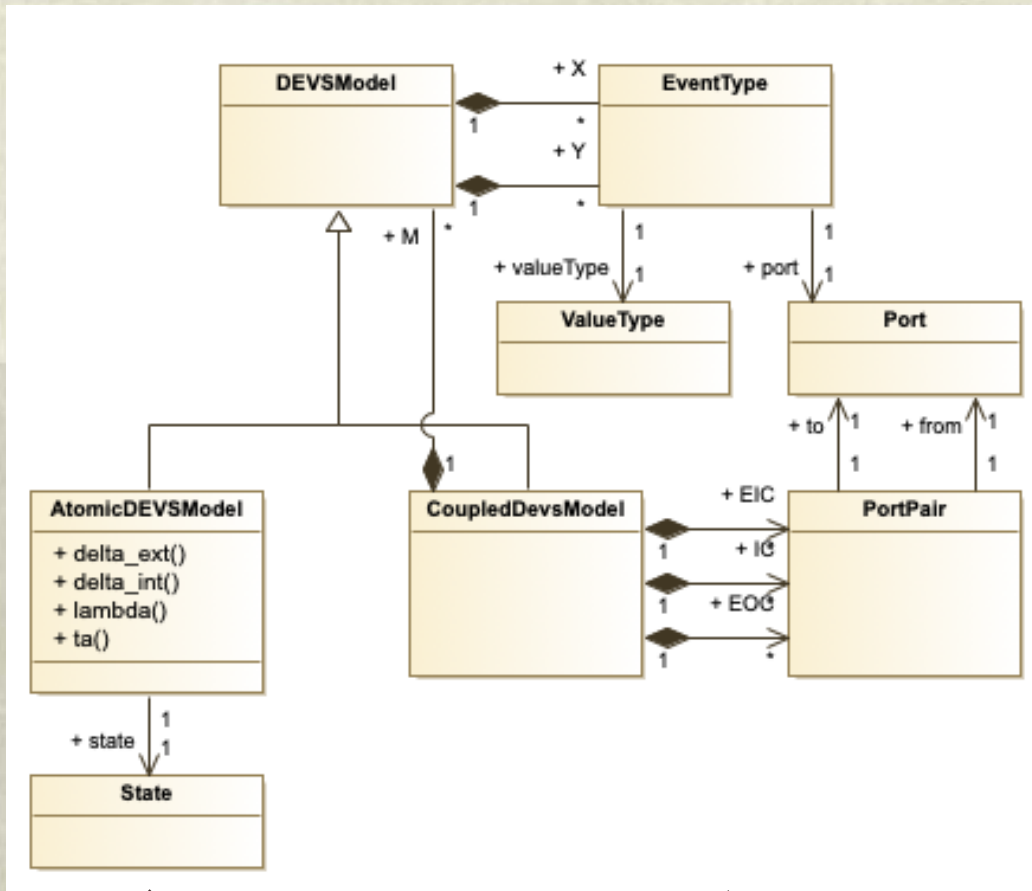 DEVSModel
+ X
EventType
1
*
+ Y
1
*
+ M
*
1
+ valueType
1
1
+ port
1
ValueType
Port
+ to
1
+ from
1
1
1
1
AtomicDEVSModel
+ delta_ext()
+ delta_int()
+ lambda()
+ ta()
CoupledDevsModel
+ EIC
PortPair
1
*
+ IC
1
*
+ EOC
1
*
1
+ state
1
State